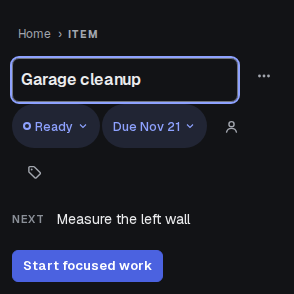 Home › ITEM
Garage cleanup
Ready Due Nov 21
NEXT Measure the left wall
Start focused work